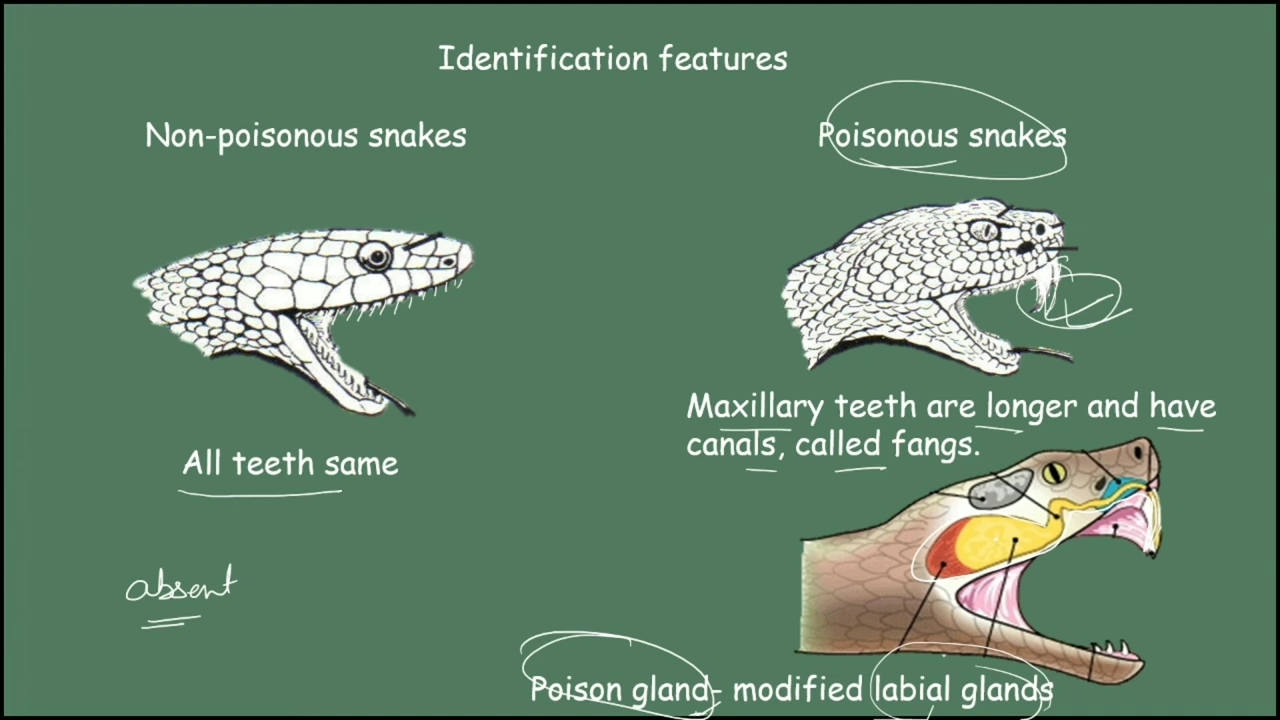 Identification features
Non-poisonous snakes
Poisonous snakes
All teeth same
Maxillary teeth are longer and have
canals, called fangs.
absent
Poison gland- modified labial glands